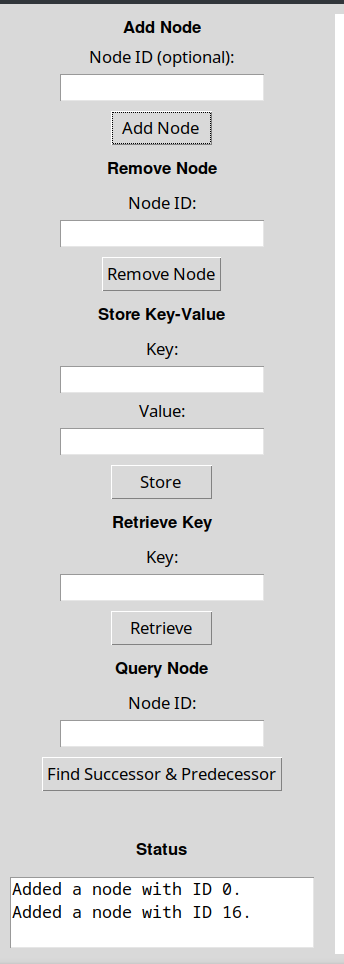 Add Node
Node ID (optional):
Add Node
Remove Node
Node ID:
Remove Node
Store Key-Value
Key:
Value:
Store
Retrieve Key
Key:
Retrieve
Query Node
Node ID:
Find Successor & Predecessor
Status
Added a node with ID 0.
Added a node with ID 16.